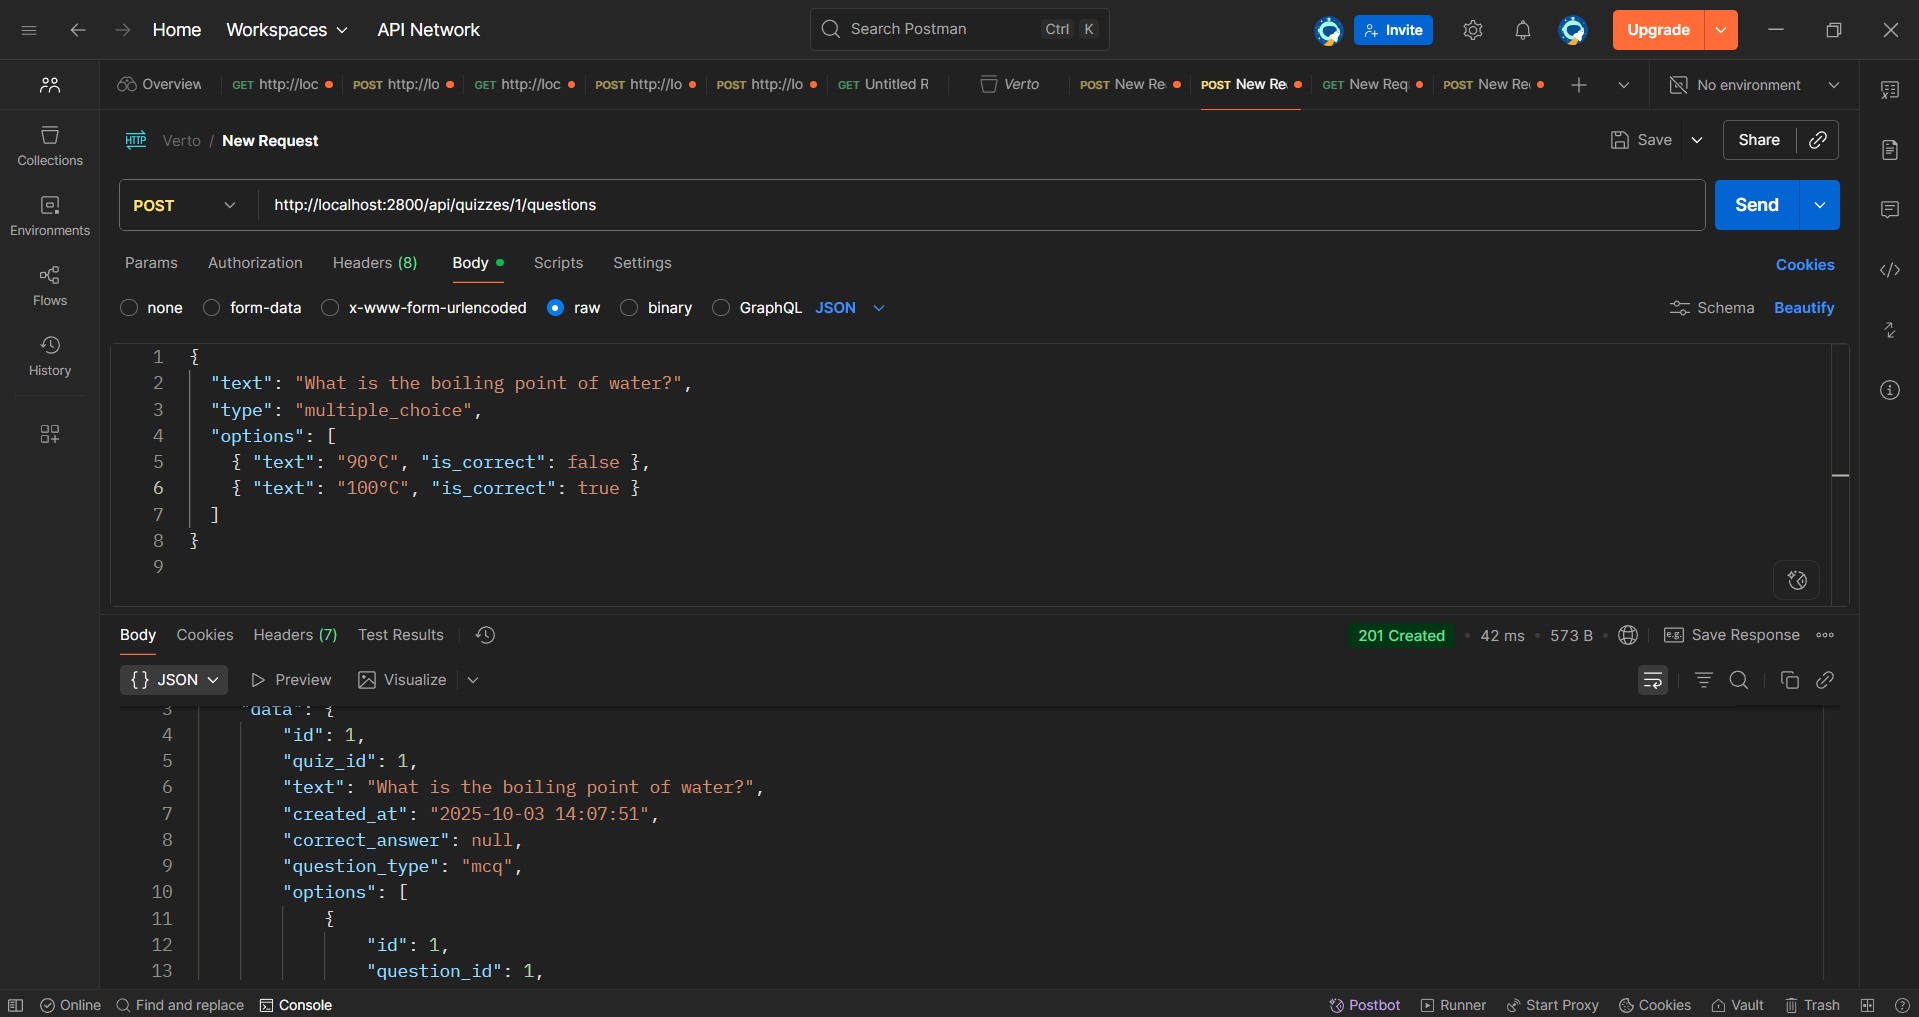 Home Workspaces API Network Search Postman Ctrl K Invite Upgrade
Overview GET http://loc POST http://lo GET http://loc POST http://lo POST http://lo GET Untitled R Verto POST New Re POST New Re GET New Req POST New Re No environment
Collections
Environments
Flows
History
HTTP Verto / New Request Save Share
POST http://localhost:2800/api/quizzes/1/questions Send
Params Authorization Headers (8) Body Scripts Settings Cookies
none form-data x-www-form-urlencoded raw binary GraphQL JSON Schema Beautify
1 {
2 "text": "What is the boiling point of water?",
3 "type": "multiple_choice",
4 "options": [
5 { "text": "90°C", "is_correct": false },
6 { "text": "100°C", "is_correct": true }
7 ]
8 }
9
Body Cookies Headers (7) Test Results 201 Created 42 ms 573 B e.g. Save Response
{} JSON Preview Visualize
3 "data": {
4 "id": 1,
5 "quiz_id": 1,
6 "text": "What is the boiling point of water?",
7 "created_at": "2025-10-03 14:07:51",
8 "correct_answer": null,
9 "question_type": "mcq",
10 "options": [
11 {
12 "id": 1,
13 "question_id": 1,
Online Find and replace Console Postbot Runner Start Proxy Cookies Vault Trash